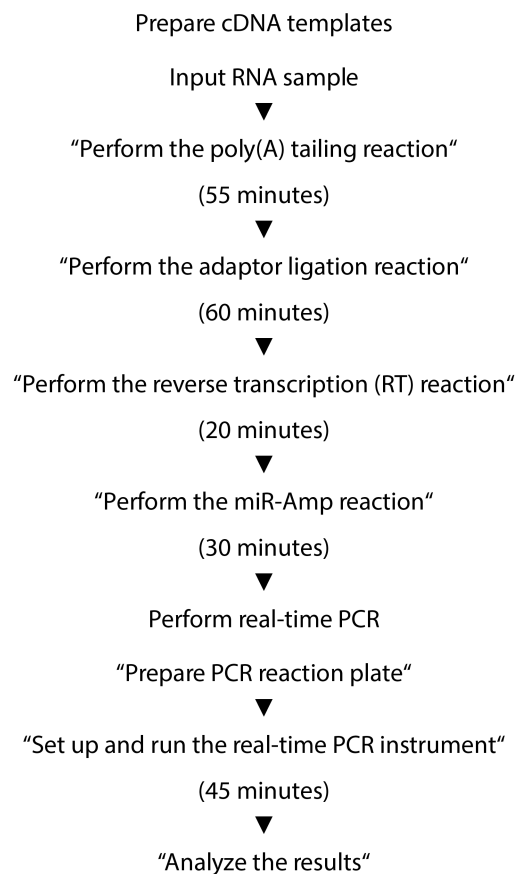 Prepare cDNA templates
Input RNA sample
▼
“Perform the poly(A) tailing reaction“
(55 minutes)
▼
“Perform the adaptor ligation reaction“
(60 minutes)
▼
“Perform the reverse transcription (RT) reaction“
(20 minutes)
▼
“Perform the miR-Amp reaction“
(30 minutes)
▼
Perform real-time PCR
“Prepare PCR reaction plate“
▼
“Set up and run the real-time PCR instrument“
(45 minutes)
▼
“Analyze the results“